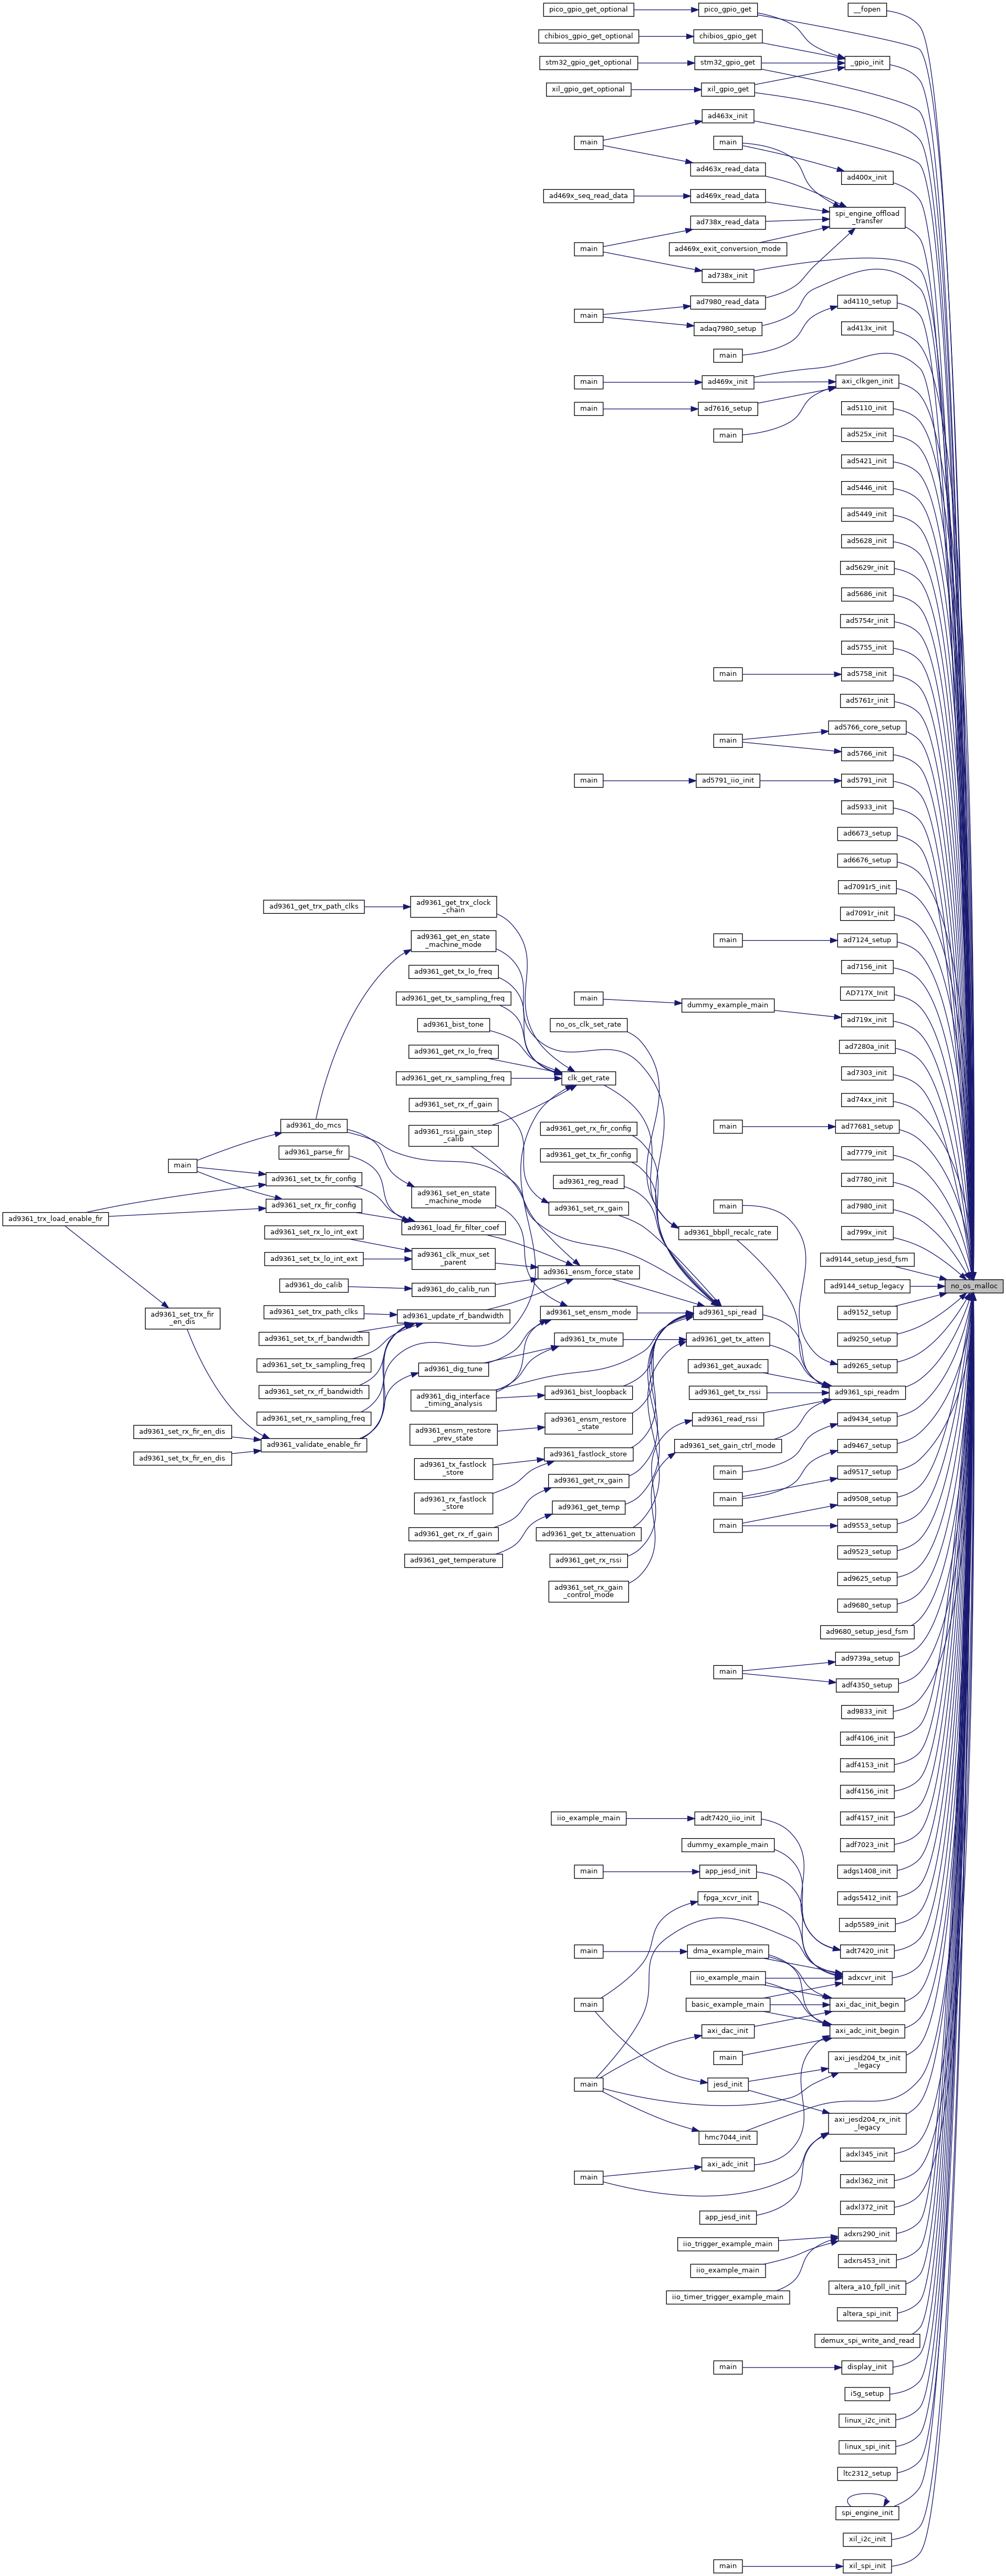 pico_gpio_get_optional
pico_gpio_get
__fopen
chibios_gpio_get_optional
chibios_gpio_get
stm32_gpio_get_optional
stm32_gpio_get
_gpio_init
xil_gpio_get_optional
xil_gpio_get
ad463x_init
main
main
ad463x_read_data
ad400x_init
ad469x_seq_read_data
ad469x_read_data
spi_engine_offload
_transfer
ad738x_read_data
main
ad469x_exit_conversion_mode
ad738x_init
ad7980_read_data
ad4110_setup
main
adaq7980_setup
ad413x_init
main
main
ad469x_init
axi_clkgen_init
main
ad7616_setup
ad5110_init
main
ad525x_init
ad5421_init
ad5446_init
ad5449_init
ad5628_init
ad5629r_init
ad5686_init
ad5754r_init
ad5755_init
main
ad5758_init
ad5761r_init
ad5766_core_setup
main
ad5766_init
main
ad5791_iio_init
ad5791_init
ad5933_init
ad6673_setup
ad6676_setup
ad7091r5_init
ad9361_get_trx_path_clks
ad9361_get_trx_clock
_chain
ad7091r_init
ad9361_get_en_state
_machine_mode
main
ad7124_setup
ad9361_get_tx_lo_freq
ad7156_init
ad9361_get_tx_sampling_freq
main
dummy_example_main
AD717X_Init
ad9361_bist_tone
no_os_clk_set_rate
ad719x_init
ad9361_get_rx_lo_freq
ad7280a_init
ad9361_get_rx_sampling_freq
clk_get_rate
ad7303_init
ad9361_set_rx_rf_gain
ad74xx_init
ad9361_do_mcs
ad9361_rssi_gain_step
_calib
ad9361_get_rx_fir_config
main
ad77681_setup
ad9361_parse_fir
ad9361_get_tx_fir_config
ad7779_init
main
ad9361_set_tx_fir_config
ad9361_reg_read
ad7780_init
ad9361_set_en_state
_machine_mode
ad9361_set_rx_fir_config
ad9361_set_rx_gain
main
ad7980_init
ad9361_trx_load_enable_fir
ad9361_load_fir_filter_coef
ad9361_bbpll_recalc_rate
ad799x_init
ad9361_set_rx_lo_int_ext
ad9361_clk_mux_set
_parent
ad9361_set_tx_lo_int_ext
ad9144_setup_jesd_fsm
ad9361_ensm_force_state
ad9361_do_calib
ad9361_do_calib_run
ad9144_setup_legacy
no_os_malloc
ad9361_set_trx_fir
_en_dis
ad9361_set_trx_path_clks
ad9361_update_rf_bandwidth
ad9361_set_ensm_mode
ad9361_spi_read
ad9152_setup
ad9361_set_tx_rf_bandwidth
ad9361_tx_mute
ad9361_get_tx_atten
ad9250_setup
ad9361_set_tx_sampling_freq
ad9361_dig_tune
ad9361_get_auxadc
ad9265_setup
ad9361_set_rx_rf_bandwidth
ad9361_dig_interface
_timing_analysis
ad9361_bist_loopback
ad9361_get_tx_rssi
ad9361_spi_readm
ad9361_set_rx_sampling_freq
ad9361_ensm_restore
_state
ad9361_read_rssi
ad9434_setup
ad9361_set_rx_fir_en_dis
ad9361_ensm_restore
_prev_state
ad9361_validate_enable_fir
ad9361_set_gain_ctrl_mode
ad9467_setup
ad9361_set_tx_fir_en_dis
ad9361_fastlock_store
ad9361_tx_fastlock
_store
main
ad9517_setup
ad9361_get_rx_gain
ad9361_rx_fastlock
_store
main
ad9508_setup
ad9361_get_temp
ad9361_get_rx_rf_gain
ad9361_get_tx_attenuation
main
ad9553_setup
ad9361_get_temperature
ad9361_get_rx_rssi
ad9523_setup
ad9361_set_rx_gain
_control_mode
ad9625_setup
ad9680_setup
ad9680_setup_jesd_fsm
ad9739a_setup
main
adf4350_setup
ad9833_init
adf4106_init
adf4153_init
adf4156_init
iio_example_main
adt7420_iio_init
adf4157_init
dummy_example_main
adf7023_init
main
app_jesd_init
adgs1408_init
fpga_xcvr_init
adgs5412_init
adp5589_init
main
dma_example_main
adt7420_init
iio_example_main
adxcvr_init
main
basic_example_main
axi_dac_init_begin
axi_dac_init
axi_adc_init_begin
main
axi_jesd204_tx_init
_legacy
main
jesd_init
axi_jesd204_rx_init
_legacy
hmc7044_init
adxl345_init
axi_adc_init
main
adxl362_init
app_jesd_init
adxl372_init
adxrs290_init
iio_trigger_example_main
adxrs453_init
iio_example_main
altera_a10_fpll_init
iio_timer_trigger_example_main
altera_spi_init
demux_spi_write_and_read
main
display_init
i5g_setup
linux_i2c_init
linux_spi_init
ltc2312_setup
spi_engine_init
xil_i2c_init
main
xil_spi_init